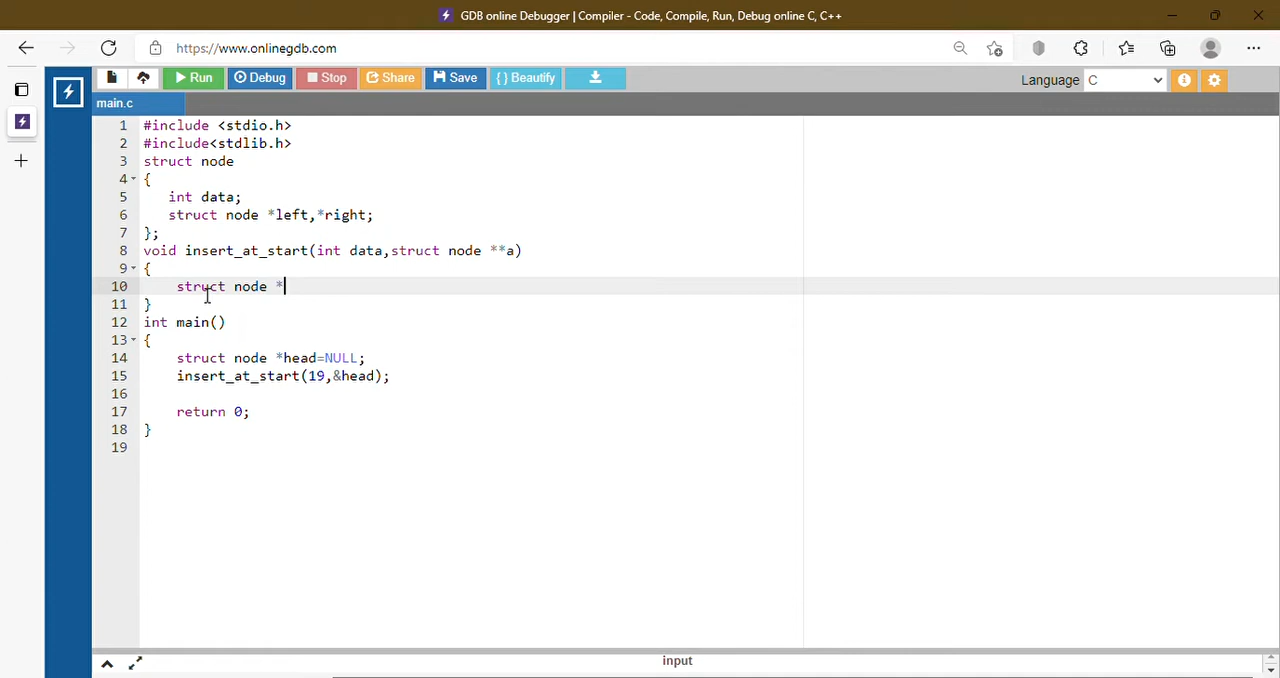 GDB online Debugger | Compiler - Code, Compile, Run, Debug online C, C++
https://www.onlinegdb.com
Run Debug Stop Share Save { } Beautify Language C
main.c
1 #include <stdio.h>
2 #include<stdlib.h>
3 struct node
4 {
5 int data;
6 struct node *left,*right;
7 };
8 void insert_at_start(int data,struct node **a)
9 {
10 struct node *
11 }
12 int main()
13 {
14 struct node *head=NULL;
15 insert_at_start(19,&head);
16
17 return 0;
18 }
19
input